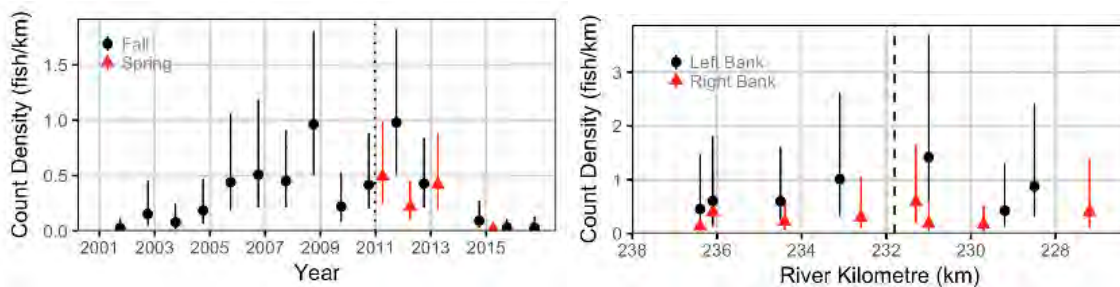 Count Density (fish/km)
1.5
1.0
0.5
0.0
Fall
Spring
2001 2003 2005 2007 2009 2011 2013 2015
Year
Count Density (fish/km)
3
2
1
0
Left Bank
Right Bank
238 236 234 232 230 228
River Kilometre (km)